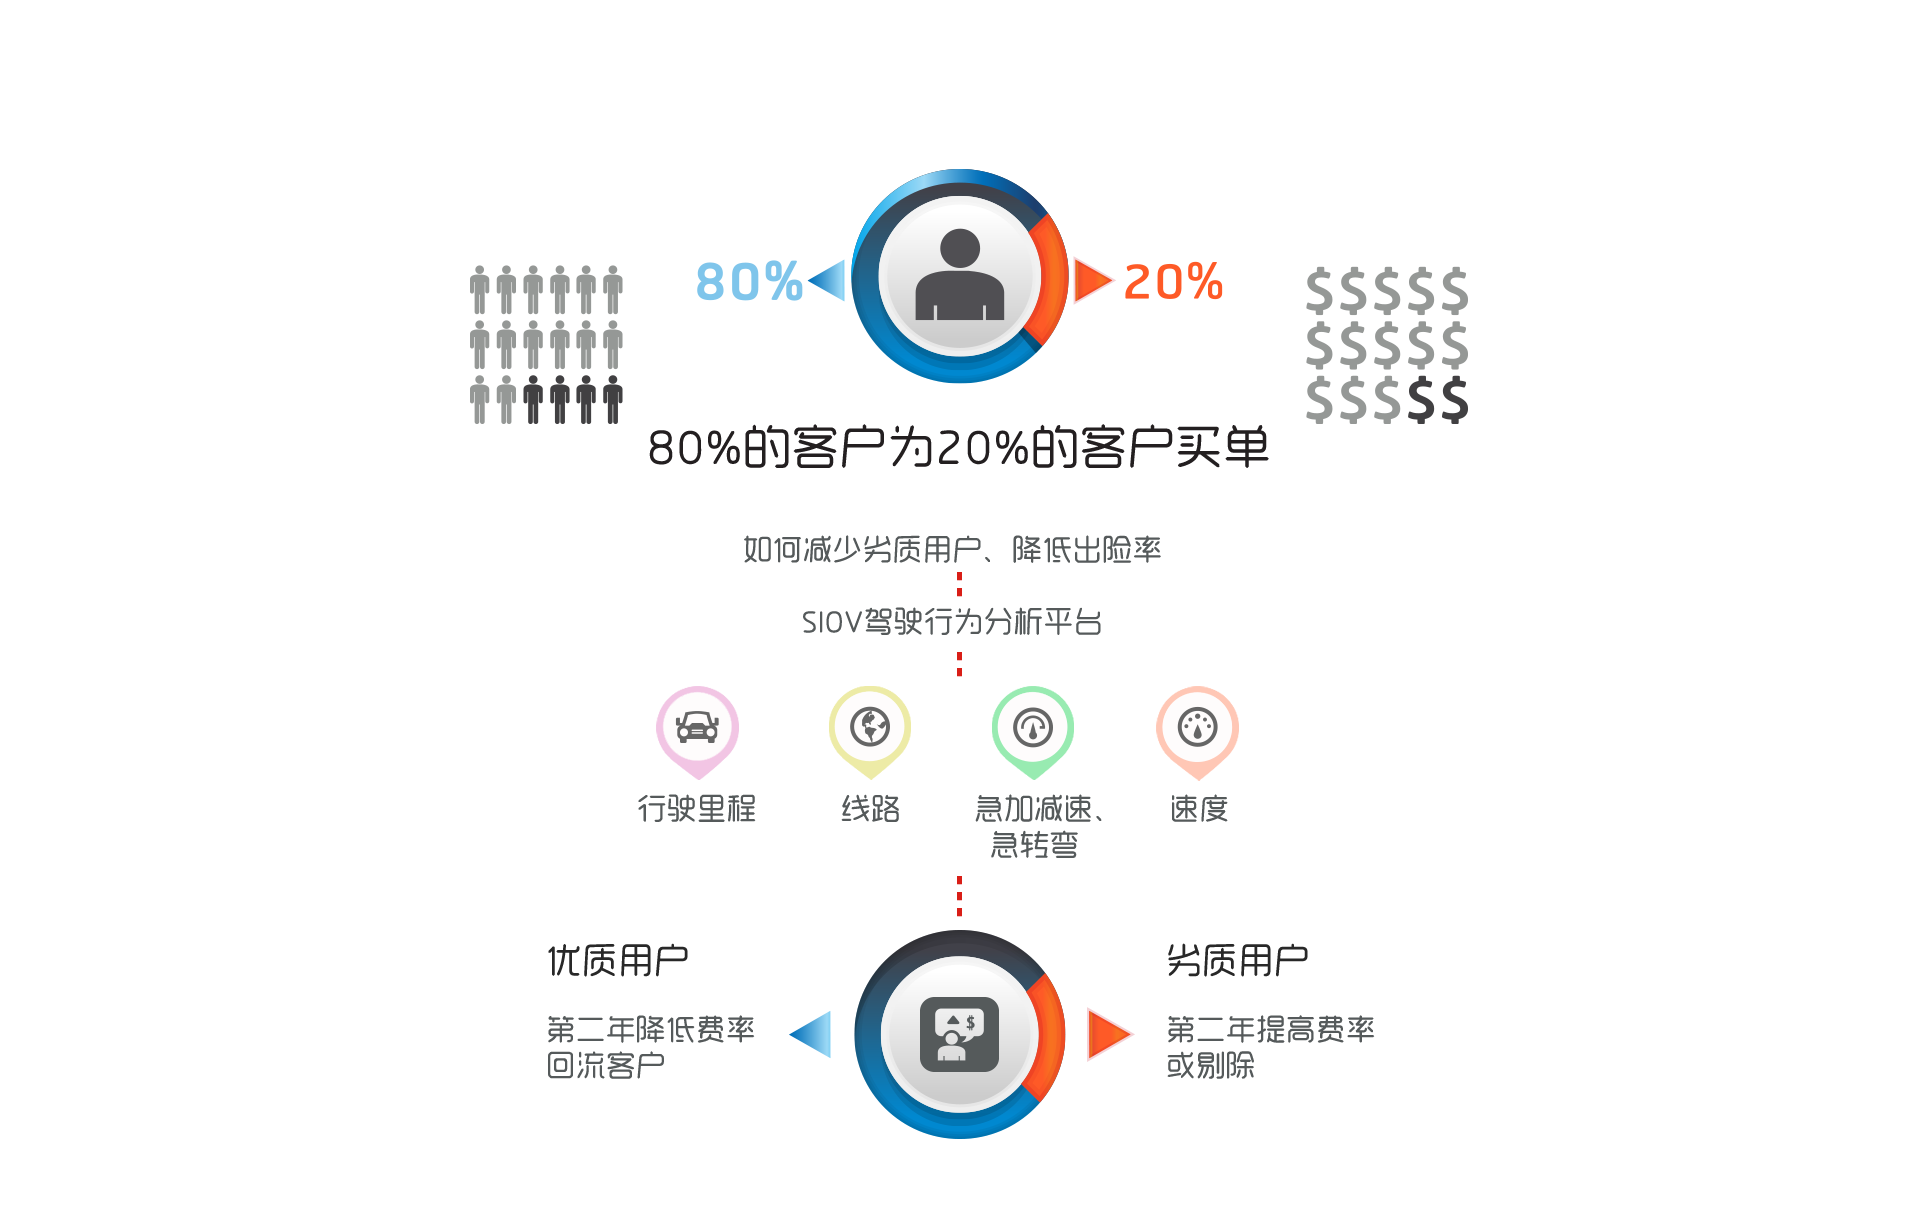 80%
20%
80%的客户为20%的客户买单
如何减少劣质用户、降低出险率
SIOV驾驶行为分析平台
行驶里程
线路
急加减速、
急转弯
速度
优质用户
第二年降低费率
回流客户
劣质用户
第二年提高费率
或剔除